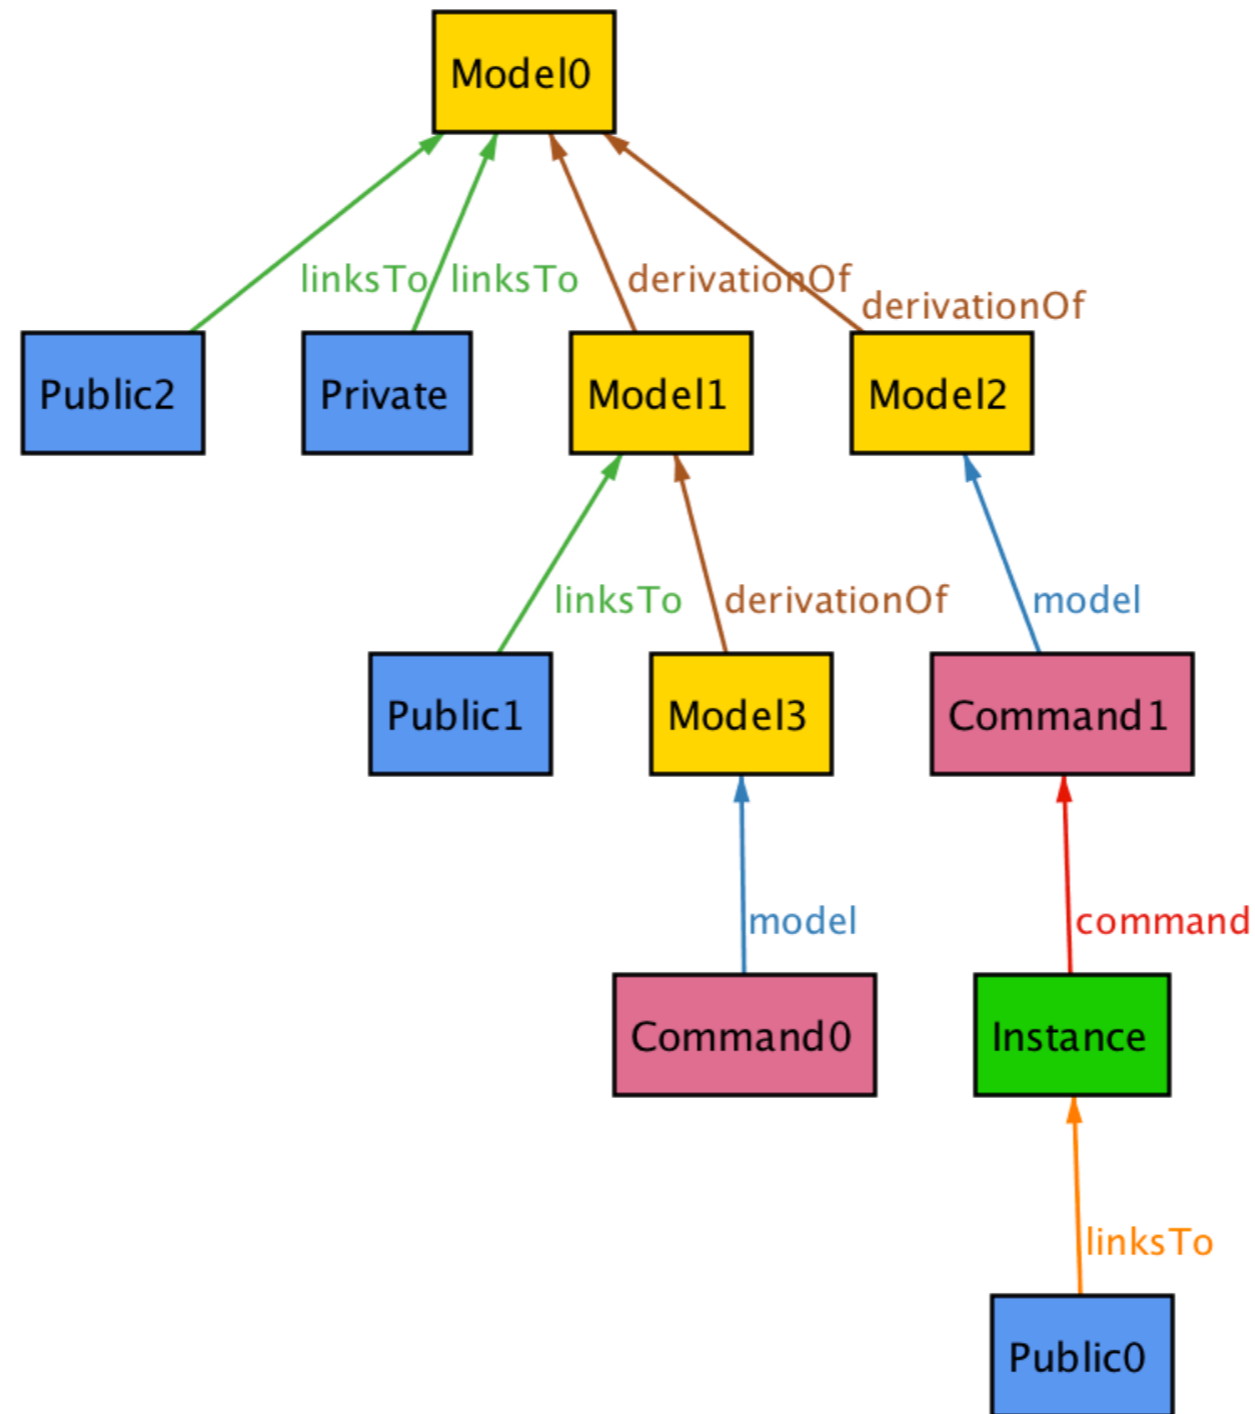 Model0
linksTo linksTo derivationOf
derivationOf
Public2 Private Model1 Model2
linksTo derivationOf model
Public1 Model3 Command1
model command
Command0 Instance
linksTo
Public0